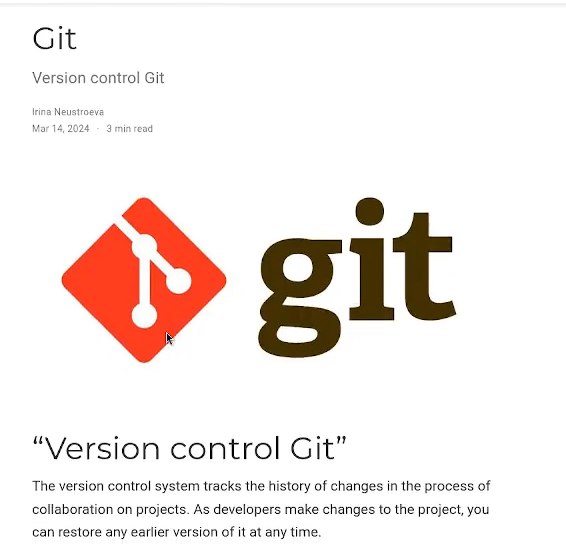 Git
Version control Git
Irina Neustroeva
Mar 14, 2024 · 3 min read
git
“Version control Git”
The version control system tracks the history of changes in the process of
collaboration on projects. As developers make changes to the project, you
can restore any earlier version of it at any time.